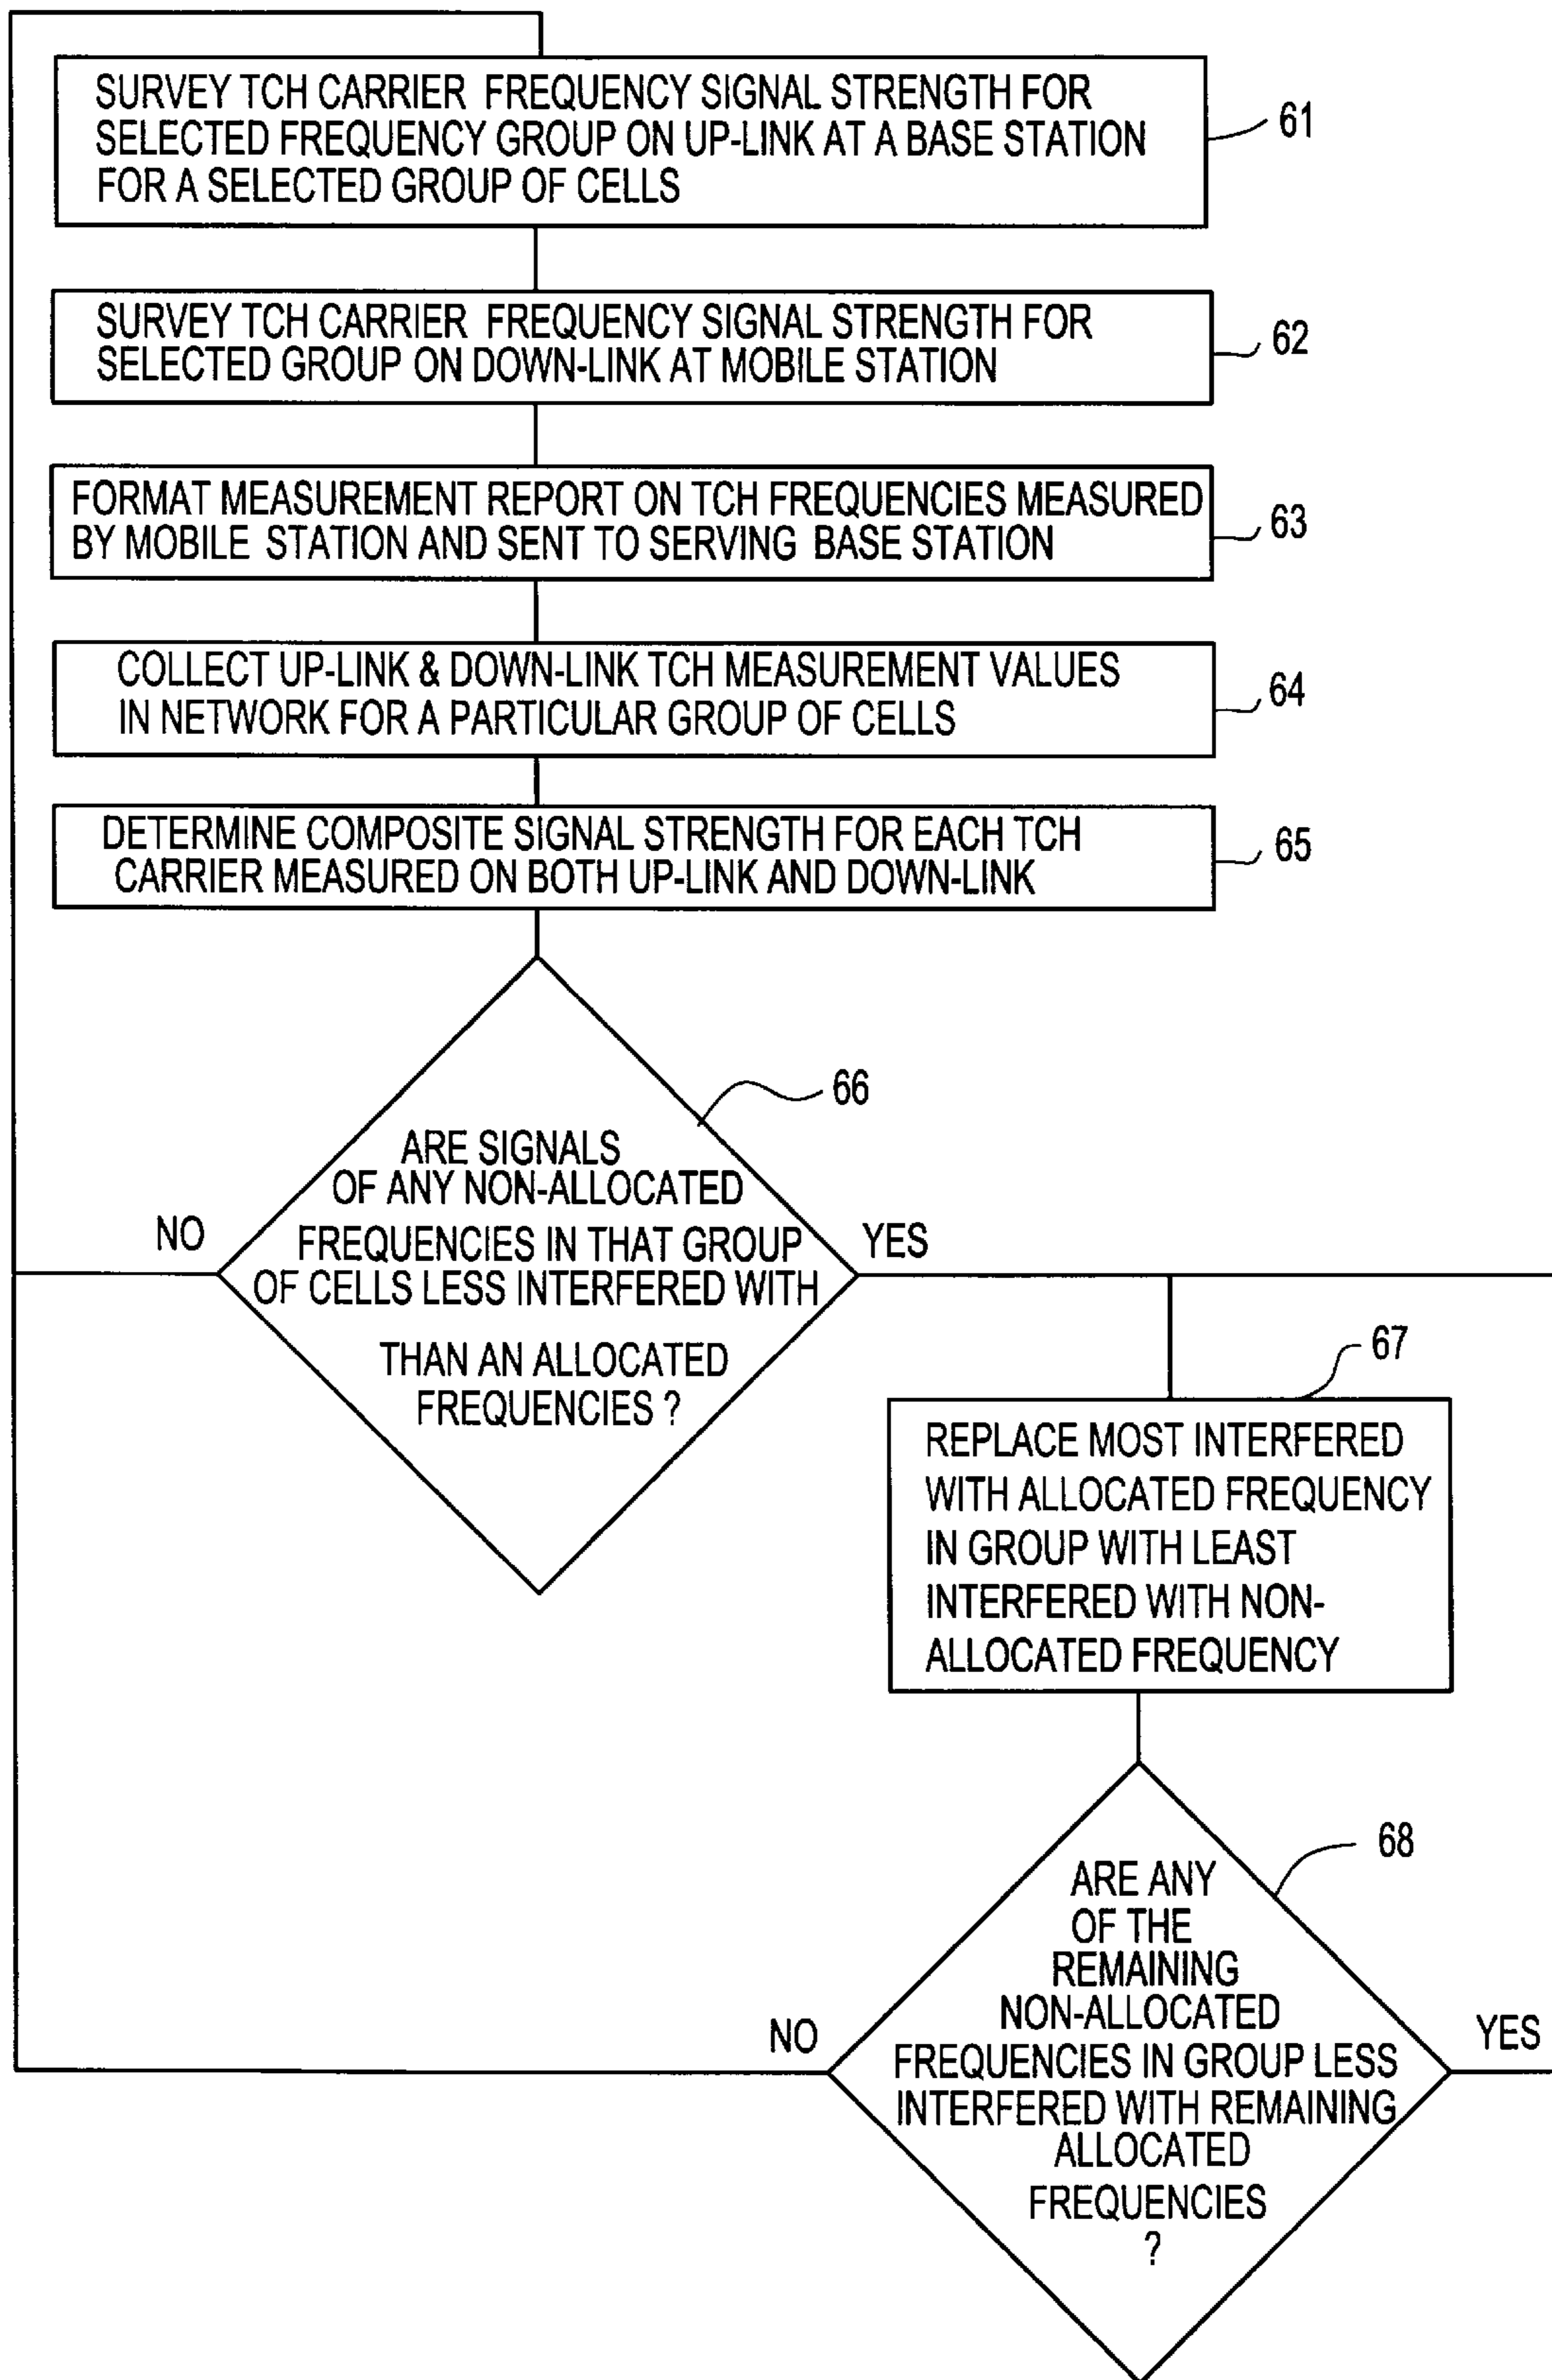 SURVEY TCH CARRIER FREQUENCY SIGNAL STRENGTH FOR
SELECTED FREQUENCY GROUP ON UP-LINK AT A BASE STATION
FOR A SELECTED GROUP OF CELLS
61
SURVEY TCH CARRIER FREQUENCY SIGNAL STRENGTH FOR
SELECTED GROUP ON DOWN-LINK AT MOBILE STATION
62
FORMAT MEASUREMENT REPORT ON TCH FREQUENCIES MEASURED
BY MOBILE STATION AND SENT TO SERVING BASE STATION
63
COLLECT UP-LINK & DOWN-LINK TCH MEASUREMENT VALUES
IN NETWORK FOR A PARTICULAR GROUP OF CELLS
64
DETERMINE COMPOSITE SIGNAL STRENGTH FOR EACH TCH
CARRIER MEASURED ON BOTH UP-LINK AND DOWN-LINK
65
66
ARE SIGNALS
OF ANY NON-ALLOCATED
FREQUENCIES IN THAT GROUP
OF CELLS LESS INTERFERED WITH
THAN AN ALLOCATED
FREQUENCIES ?
NO
YES
67
REPLACE MOST INTERFERED
WITH ALLOCATED FREQUENCY
IN GROUP WITH LEAST
INTERFERED WITH NON-
ALLOCATED FREQUENCY
68
ARE ANY
OF THE
REMAINING
NON-ALLOCATED
FREQUENCIES IN GROUP LESS
INTERFERED WITH REMAINING
ALLOCATED
FREQUENCIES
?
NO
YES